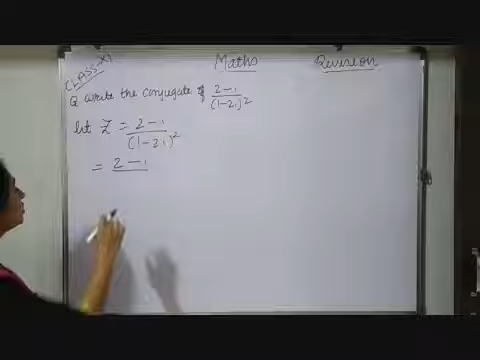 CLASS-XI Maths Revision
Q Write the conjugate of (2-i)/(1-2i)^2
let Z = (2-i)/(1-2i)^2
= 2-i